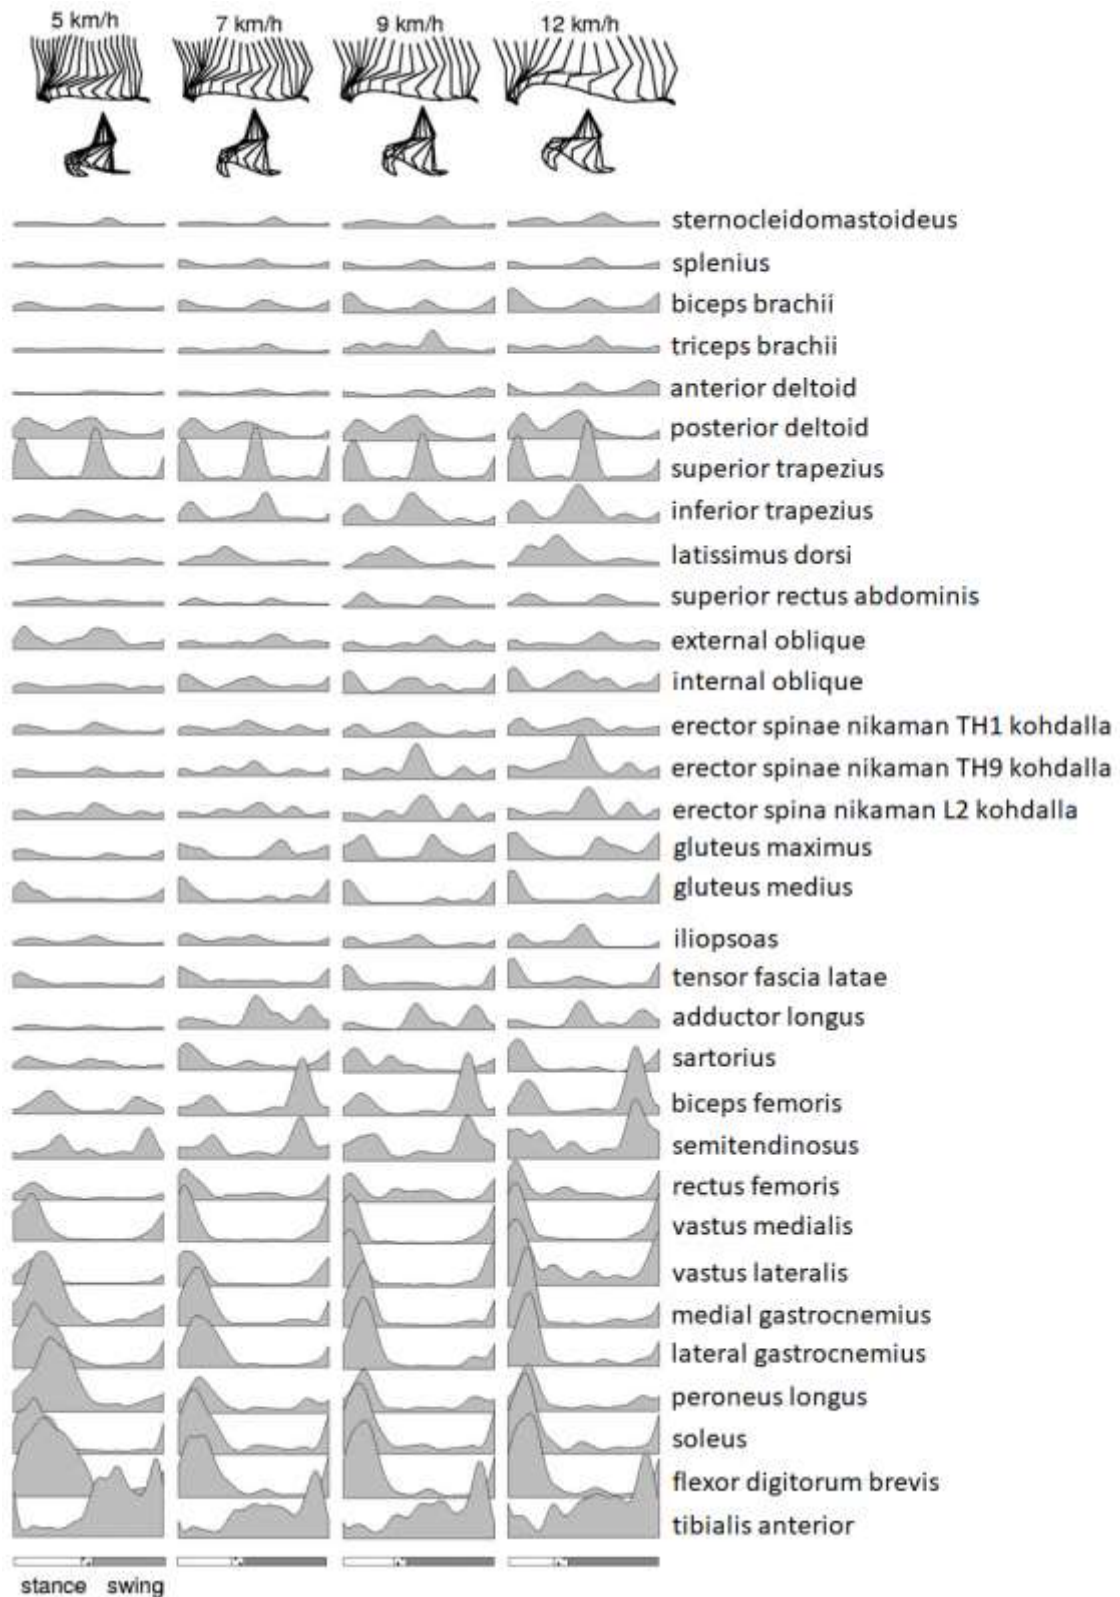 5 km/h 7 km/h 9 km/h 12 km/h
sternocleidomastoideus
splenius
biceps brachii
triceps brachii
anterior deltoid
posterior deltoid
superior trapezius
inferior trapezius
latissimus dorsi
superior rectus abdominis
external oblique
internal oblique
erector spinae nikaman TH1 kohdalla
erector spinae nikaman TH9 kohdalla
erector spina nikaman L2 kohdalla
gluteus maximus
gluteus medius
iliopsoas
tensor fascia latae
adductor longus
sartorius
biceps femoris
semitendinosus
rectus femoris
vastus medialis
vastus lateralis
medial gastrocnemius
lateral gastrocnemius
peroneus longus
soleus
flexor digitorum brevis
tibialis anterior
stance swing